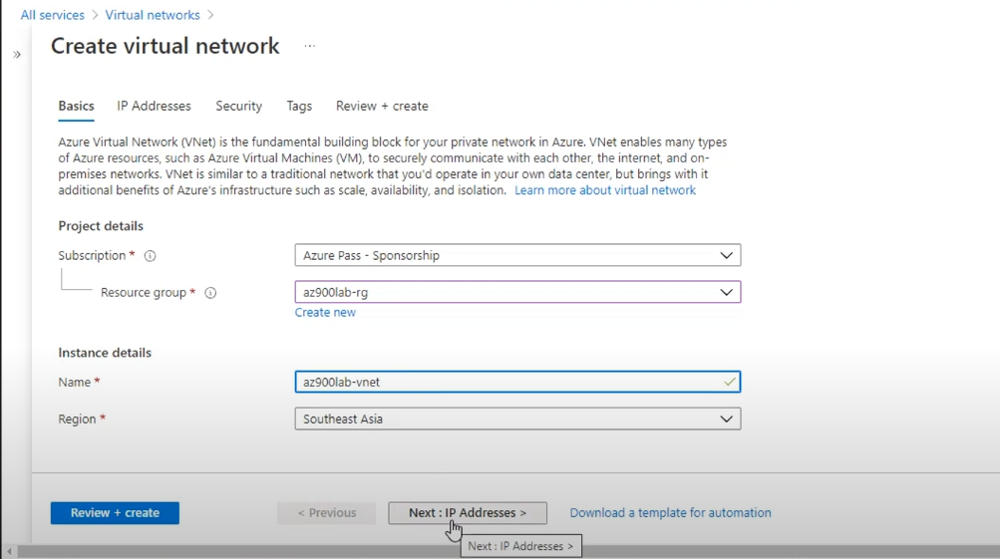 All services > Virtual networks >
»
Create virtual network ...
Basics IP Addresses Security Tags Review + create
Azure Virtual Network (VNet) is the fundamental building block for your private network in Azure. VNet enables many types
of Azure resources, such as Azure Virtual Machines (VM), to securely communicate with each other, the internet, and on-
premises networks. VNet is similar to a traditional network that you'd operate in your own data center, but brings with it
additional benefits of Azure's infrastructure such as scale, availability, and isolation. Learn more about virtual network
Project details
Subscription * Azure Pass - Sponsorship
Resource group * az900lab-rg
Create new
Instance details
Name * az900lab-vnet
Region * Southeast Asia
Review + create < Previous Next : IP Addresses > Download a template for automation
Next : IP Addresses >